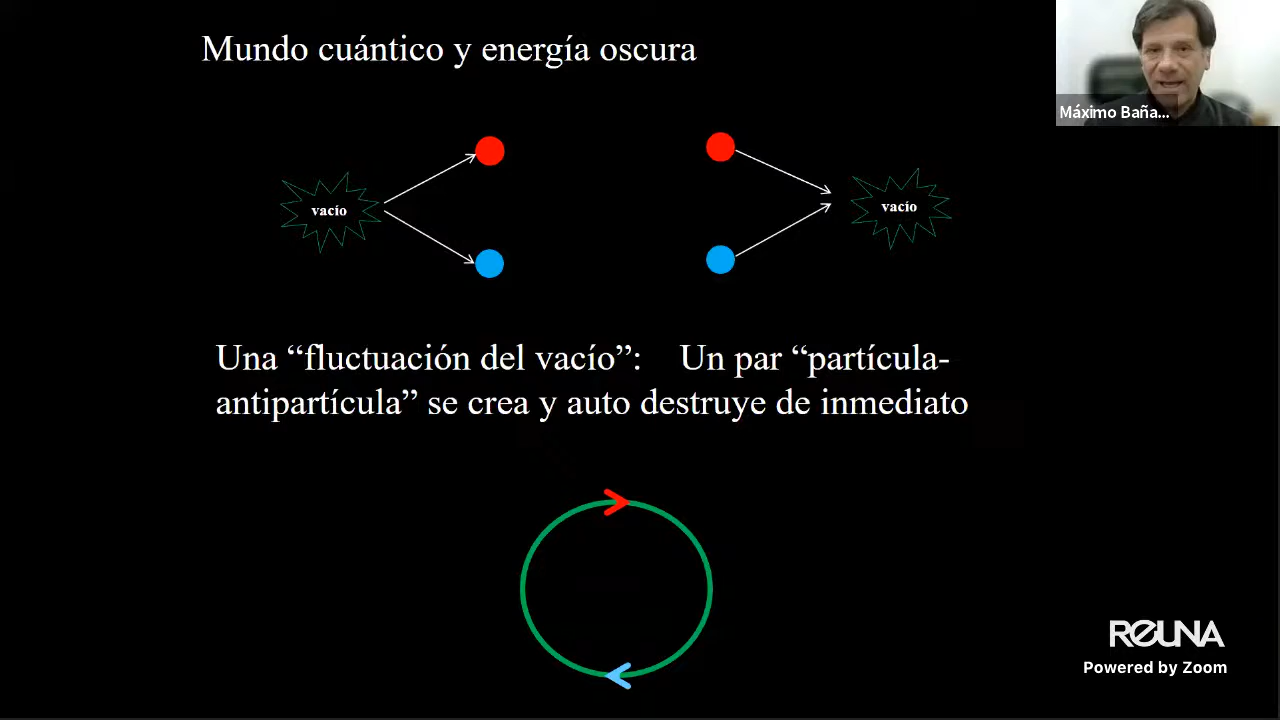 Mundo cuántico y energía oscura
Máximo Baña...
vacío
vacío
Una “fluctuación del vacío”: Un par “partícula-
antipartícula” se crea y auto destruye de inmediato
REUNA
Powered by Zoom